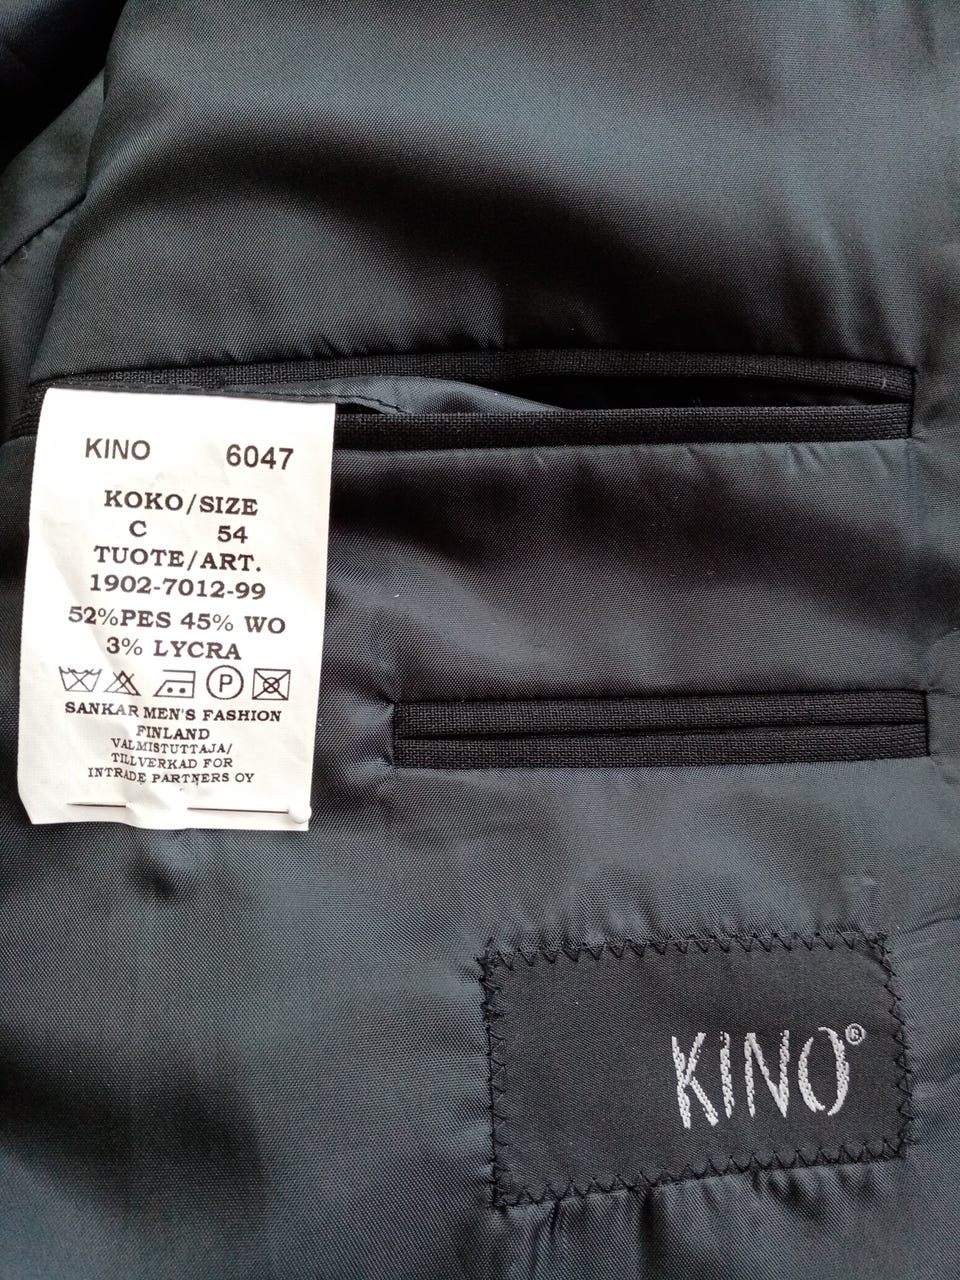 KINO 6047
KOKO/SIZE
C 54
TUOTE/ART.
1902-7012-99
52%PES 45% WO
3% LYCRA
P
SANKAR MEN'S FASHION
FINLAND
VALMISTUTTAJA/
TILLVERKAD FOR
INTRADE PARTNERS OY
KINO®